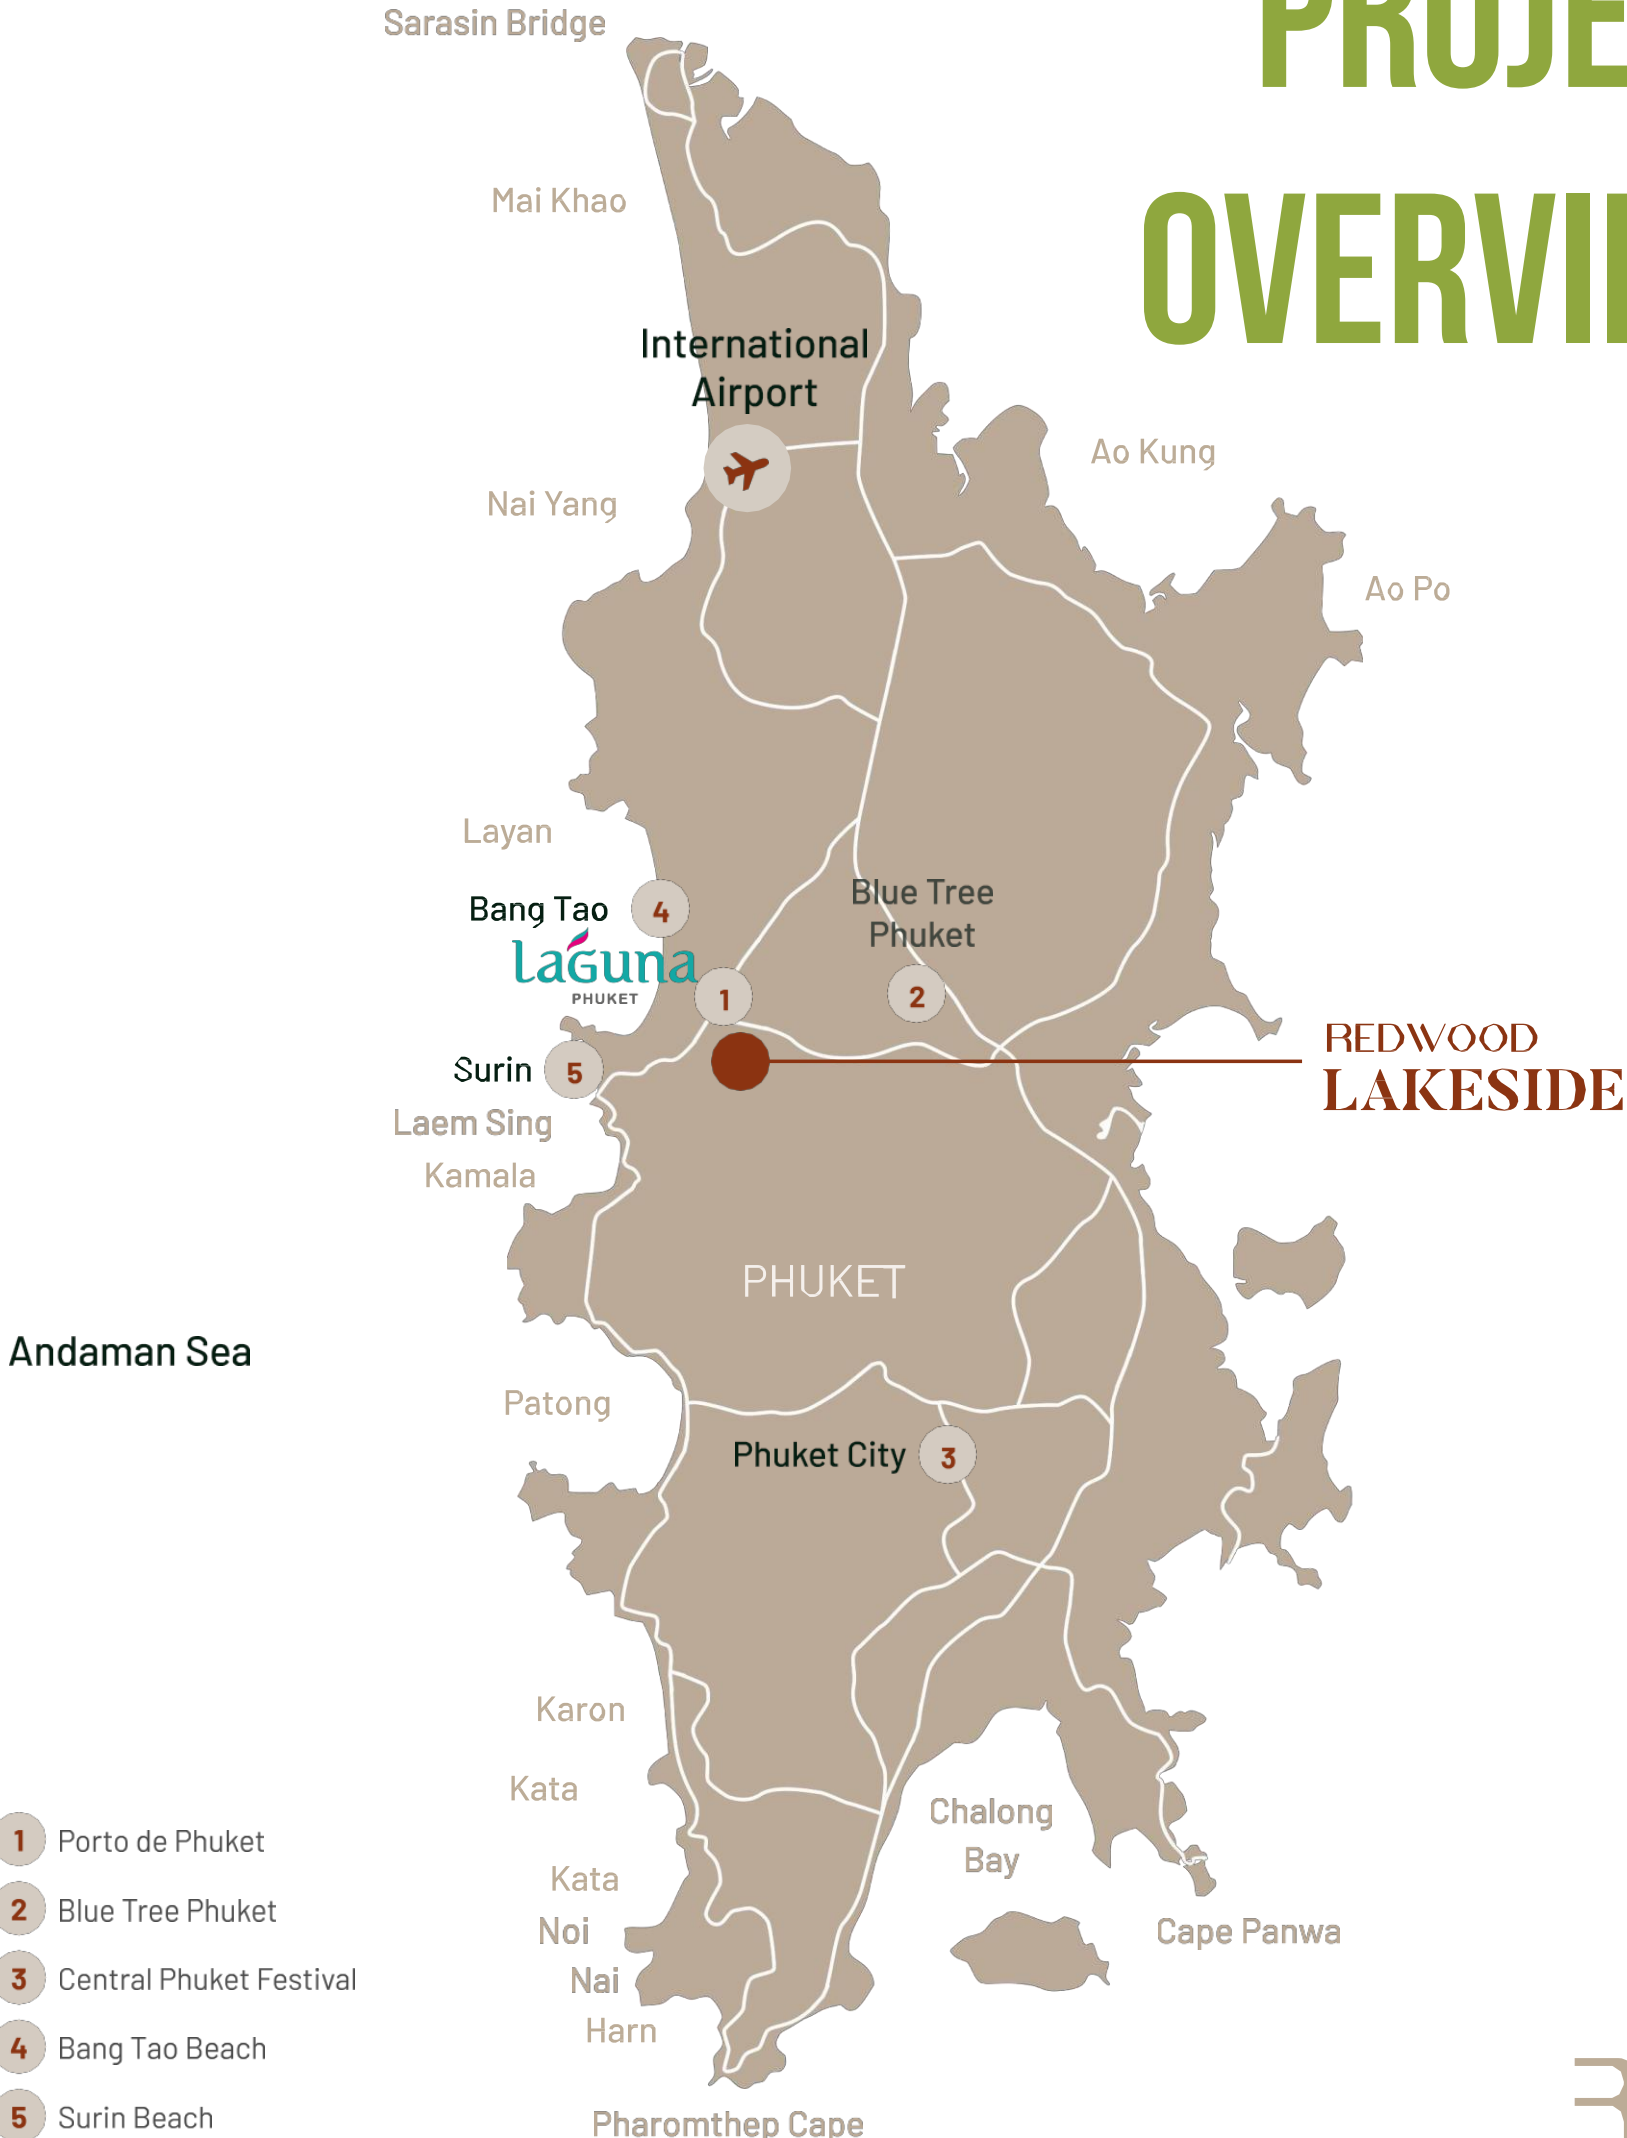 Sarasin Bridge
PROJE
OVERVI
Mai Khao
International
Airport
Ao Kung
Nai Yang
Ao Po
Layan
Blue Tree
Phuket
Bang Tao
4
Laguna
PHUKET
1
2
REDWOOD
LAKESIDE
Surin
5
Laem Sing
Kamala
PHUKET
Andaman Sea
Patong
Phuket City
3
Karon
Kata
Chalong
Bay
Kata
Noi
Cape Panwa
Nai
Harn
Pharomthep Cape
1 Porto de Phuket
2 Blue Tree Phuket
3 Central Phuket Festival
4 Bang Tao Beach
5 Surin Beach